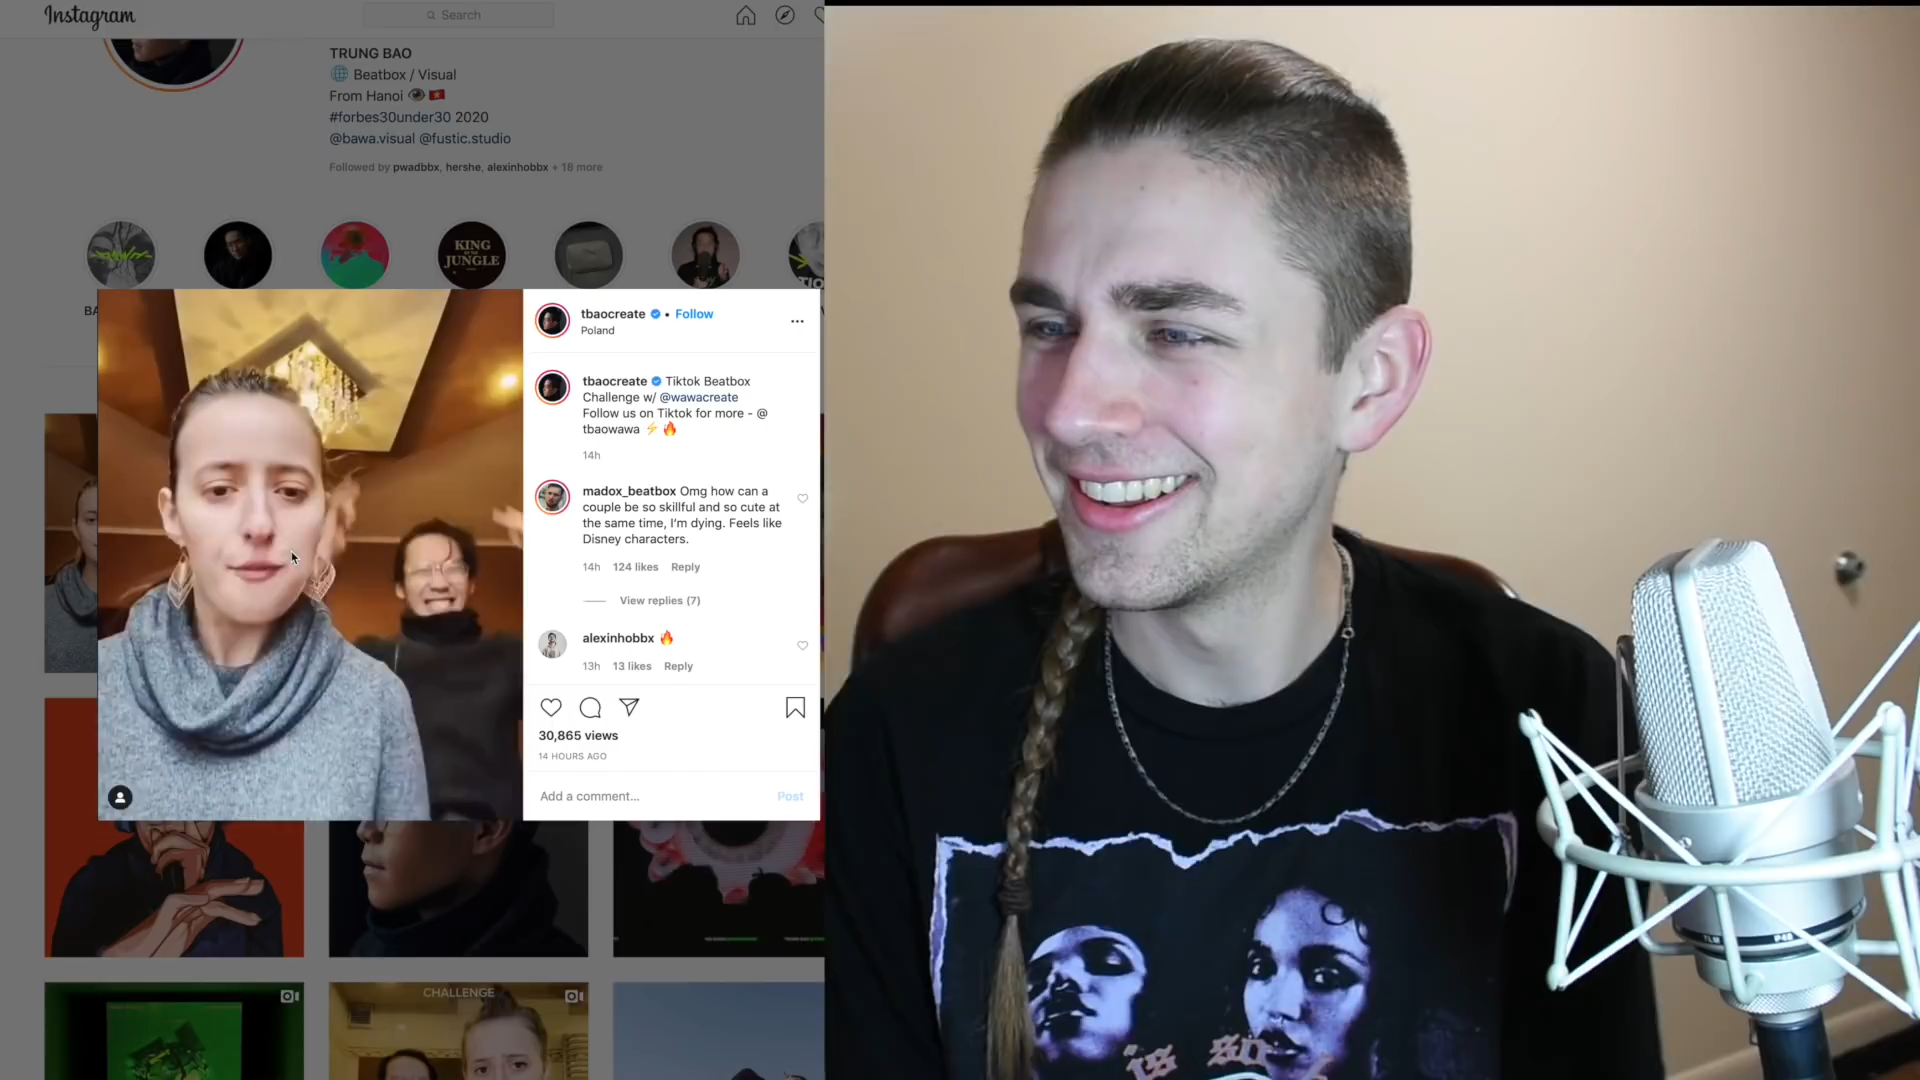 Instagram
Search
TRUNG BAO
🌐 Beatbox / Visual
From Hanoi 👁 🇻🇳
#forbes30under30 2020
@bawa.visual @fustic.studio
Followed by pwadbbx, hershe, alexinhobbx + 18 more
KING
JUNGLE
BA
tbaocreate • Follow
Poland
tbaocreate Tiktok Beatbox
Challenge w/ @wawacreate
Follow us on Tiktok for more - @
tbaowawa ⚡🔥
14h
madox_beatbox Omg how can a
couple be so skillful and so cute at
the same time, I'm dying. Feels like
Disney characters.
14h 124 likes Reply
View replies (7)
alexinhobbx 🔥
13h 13 likes Reply
30,865 views
14 HOURS AGO
Add a comment... Post
CHALLENGE
TLM
is so